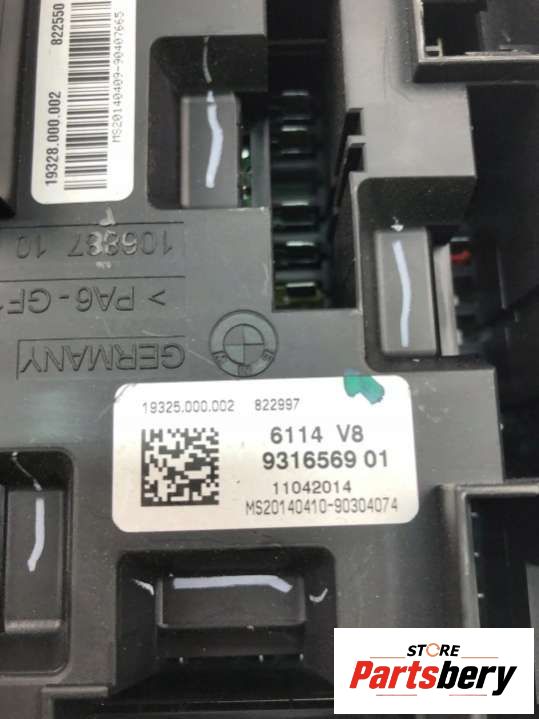 822550
MS20140409-90407665
19328.000.002
106887 10
> PA6-GF
GERMANY
19325.000.002 822997
6114 V8
9316569 01
11042014
MS20140410-90304074
STORE
Partsbery